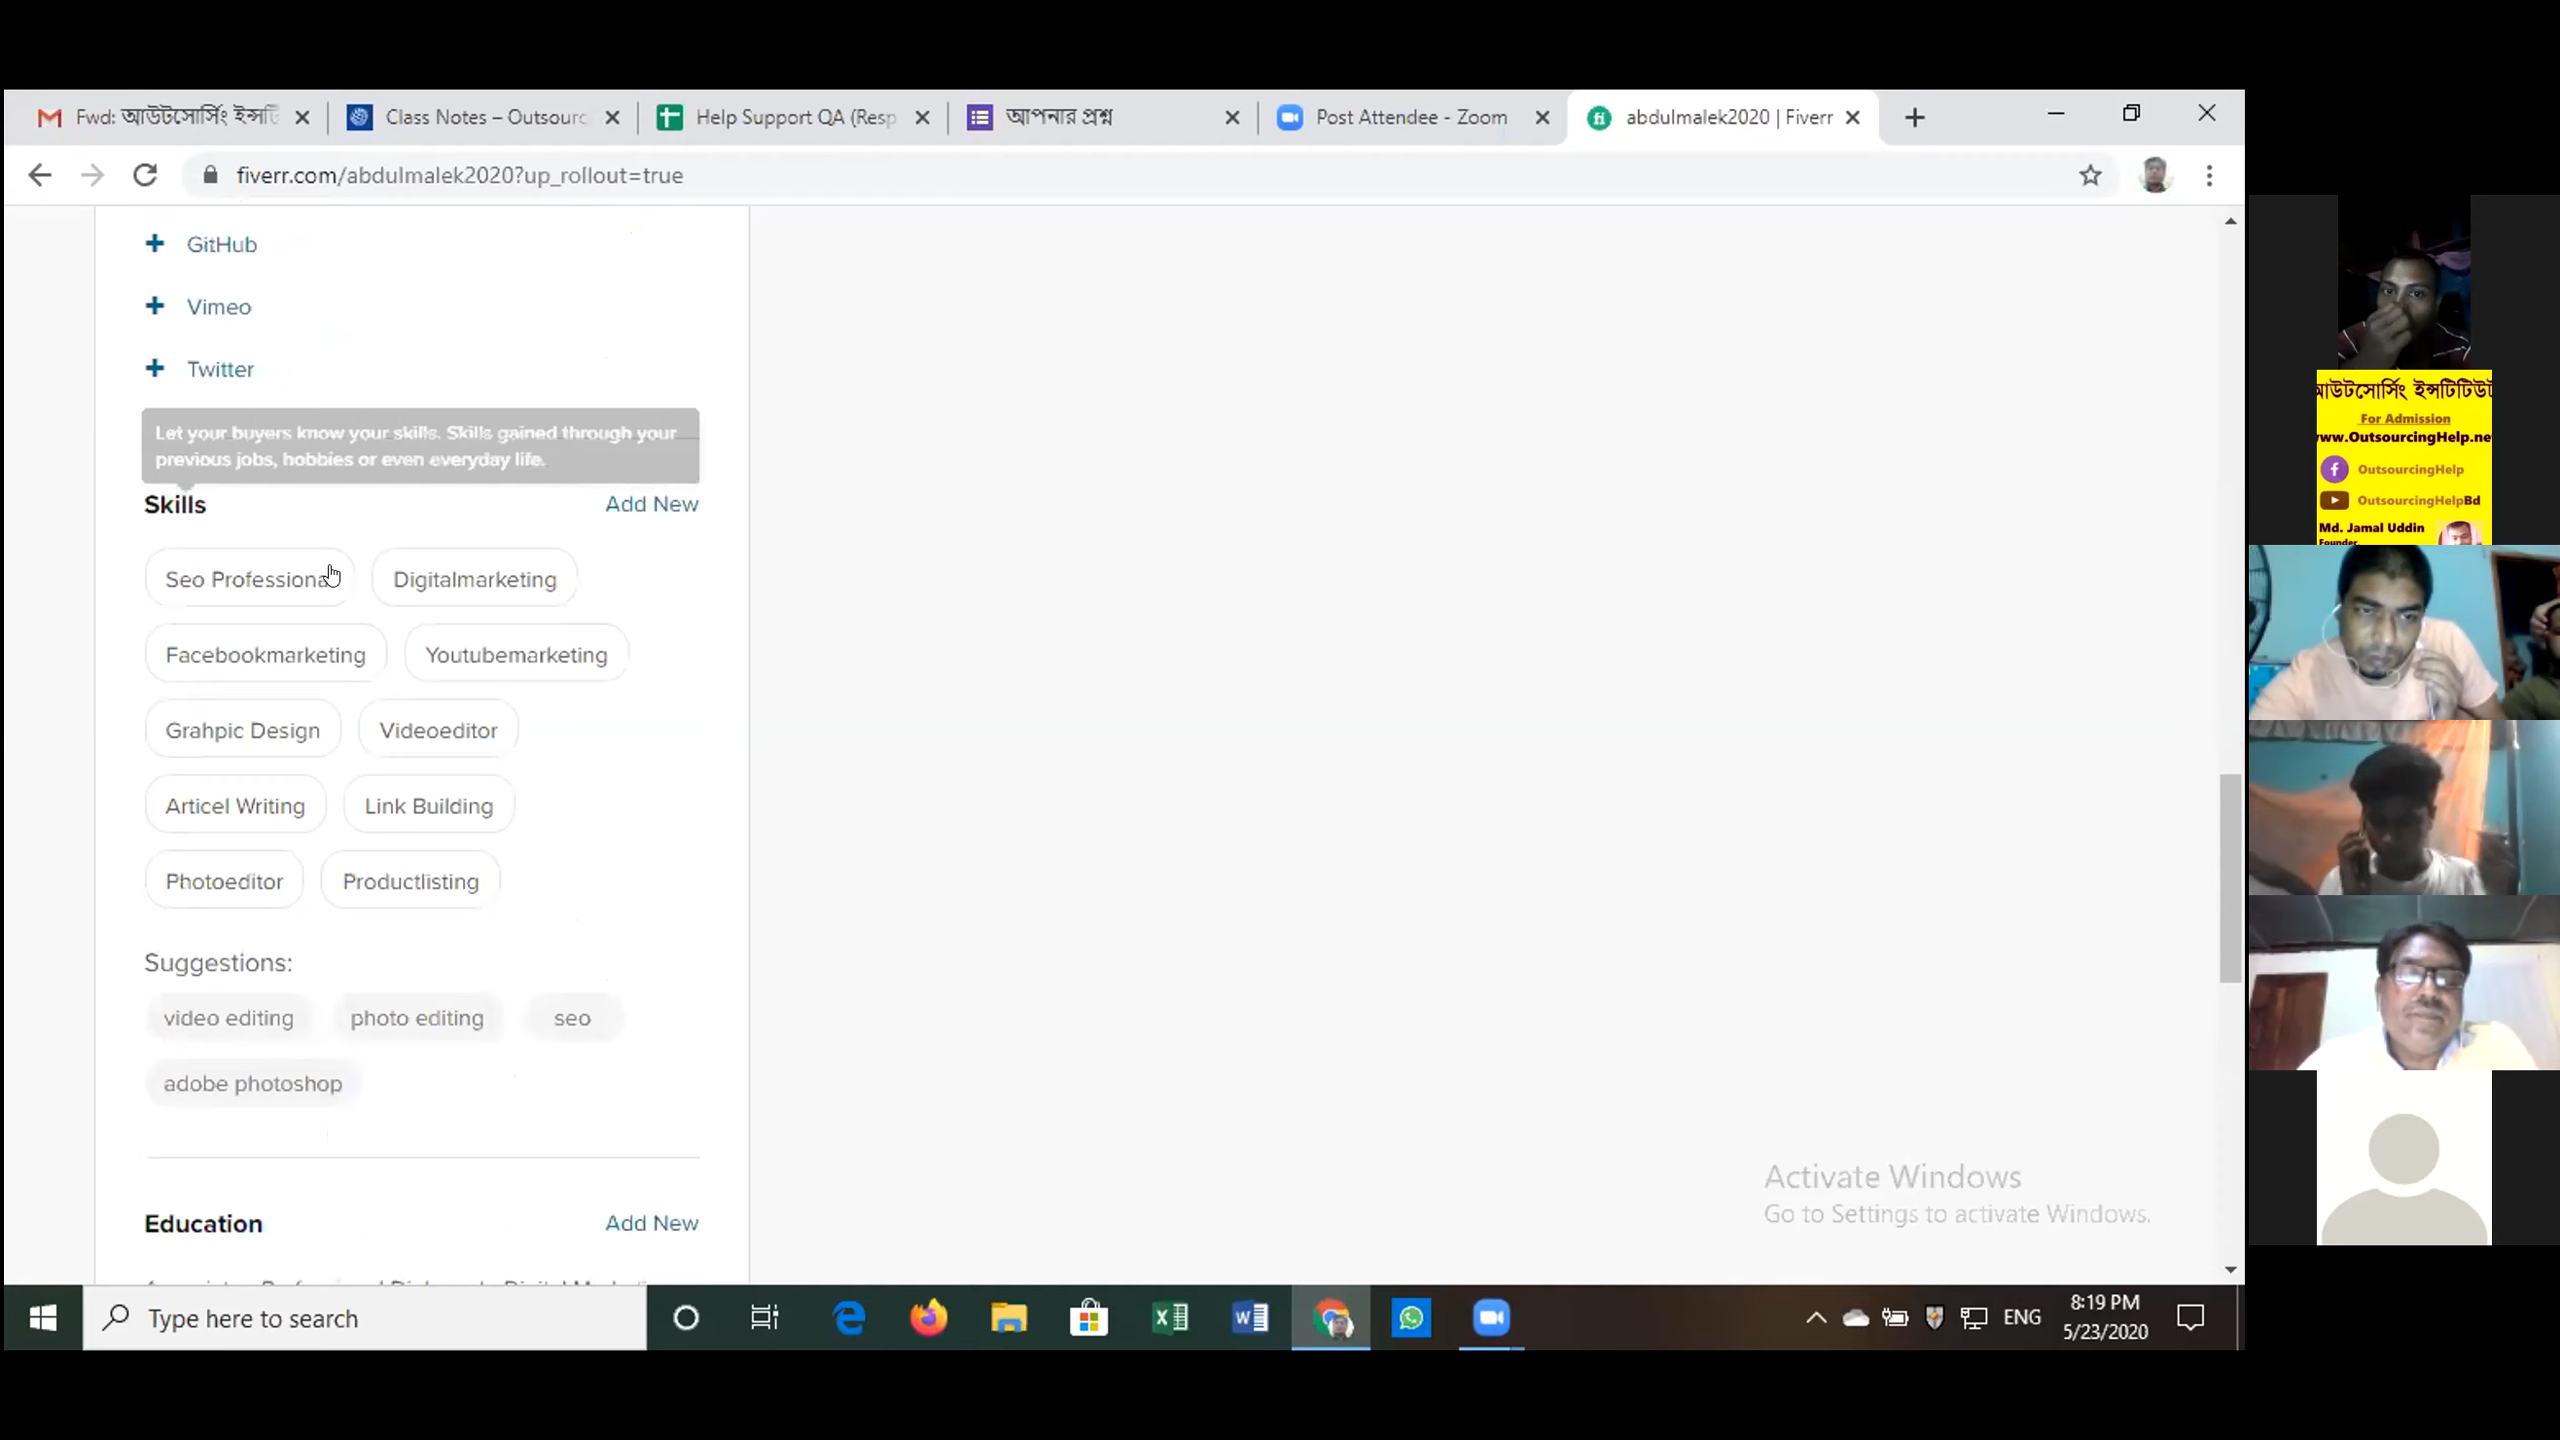 Fwd: আউটসোর্সিং ইন্সটি
Class Notes – Outsourc
Help Support QA (Resp
আপনার প্রশ্ন
Post Attendee - Zoom
abdulmalek2020 | Fiverr
fiverr.com/abdulmalek2020?up_rollout=true
GitHub
Vimeo
Twitter
Let your buyers know your skills. Skills gained through your
previous jobs, hobbies or even everyday life.
Skills
Add New
Seo Professional
Digitalmarketing
Facebookmarketing
Youtubemarketing
Grahpic Design
Videoeditor
Articel Writing
Link Building
Photoeditor
Productlisting
Suggestions:
video editing
photo editing
seo
adobe photoshop
Education
Add New
Activate Windows
Go to Settings to activate Windows.
Type here to search
ENG
8:19 PM
5/23/2020
আউটসোর্সিং ইন্সটিটিউট
For Admission
www.OutsourcingHelp.ne
OutsourcingHelp
OutsourcingHelpBd
Md. Jamal Uddin
Founder